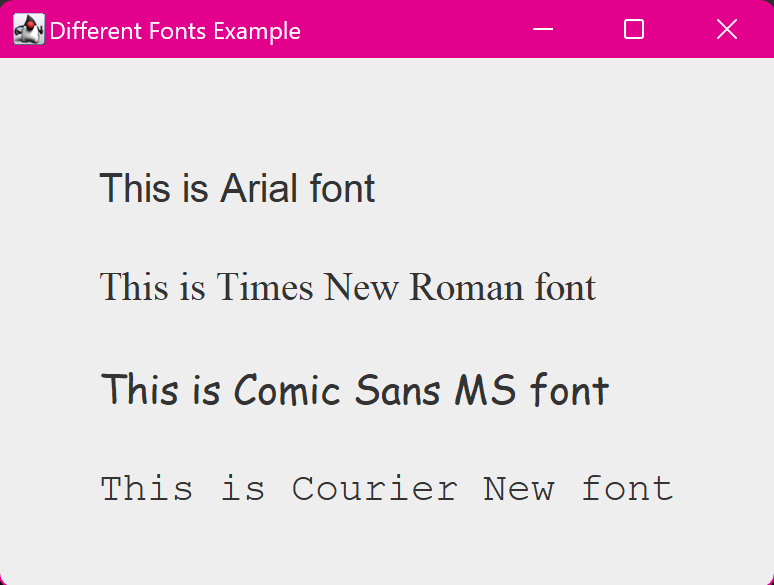 Different Fonts Example
This is Arial font
This is Times New Roman font
This is Comic Sans MS font
This is Courier New font